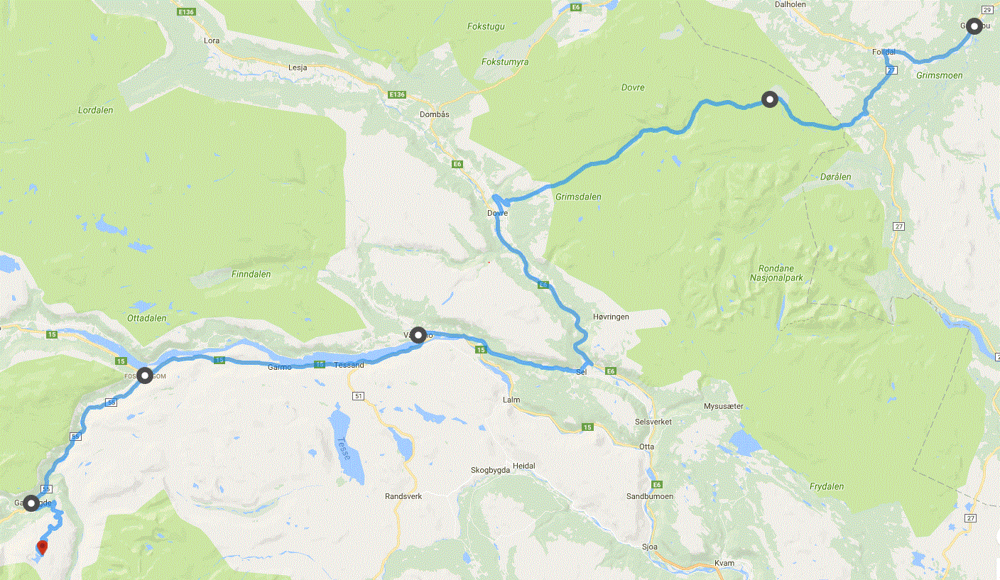 Dalholen
29
E136
E6
Fokstugu
Lora
Folldal
Fokstumyra
Lesja
27
Grimsmoen
Dovre
E136
Lordalen
Dombås
E6
Dørålen
Grimsdalen
Dovre
27
Rondane
Nasjonalpark
Finndalen
E6
Høvringen
Ottadalen
15
15
15
15
15
Garmo
Tessand
Sel
E6
51
55
Lalm
Mysusæter
Selsverket
15
55
Tesse
Otta
Heidal
Skogbygda
E6
Frydalen
55
Randsverk
Sandbumoen
27
Sjoa
Kvam